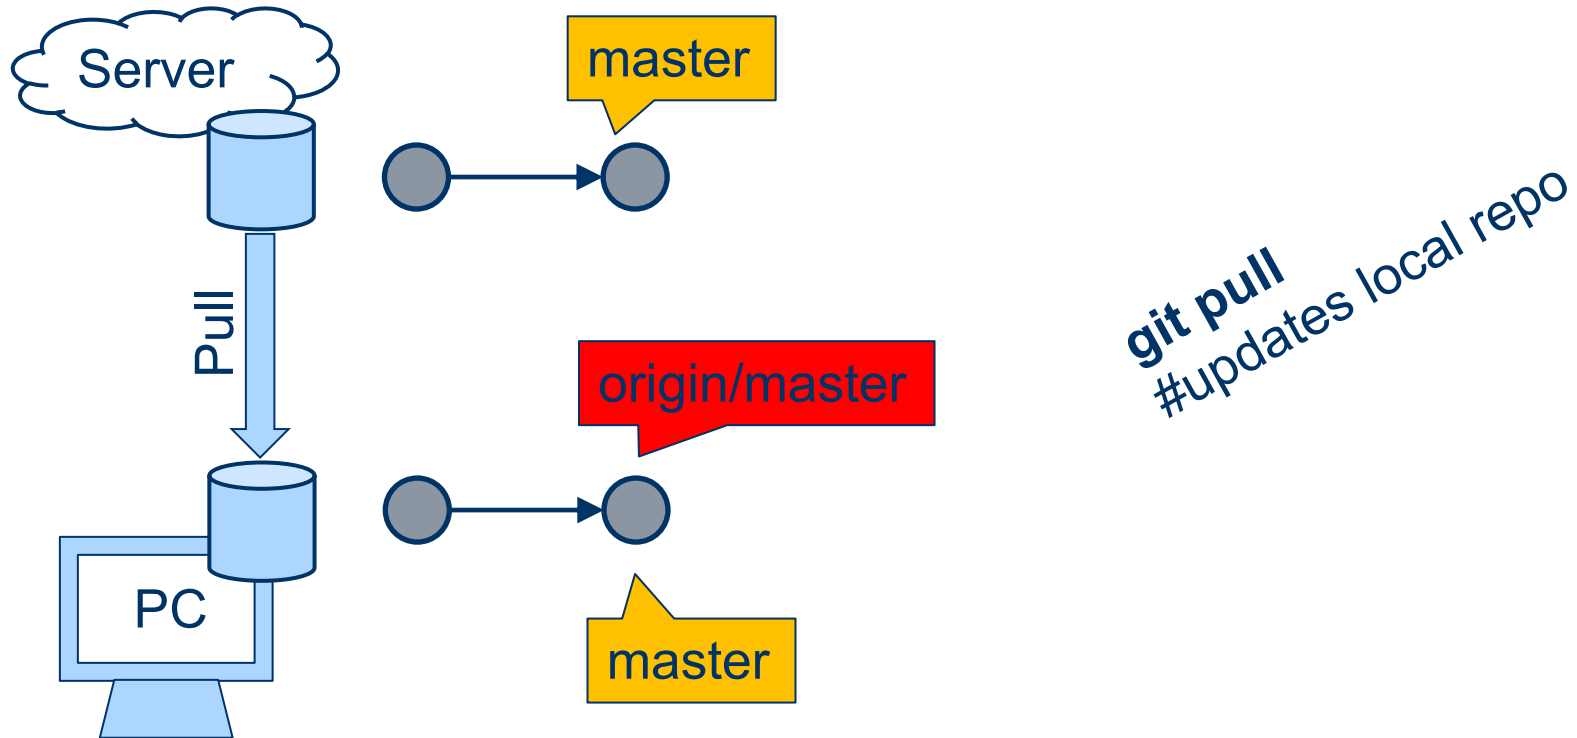 Server
master
Pull
git pull
#updates local repo
origin/master
PC
master